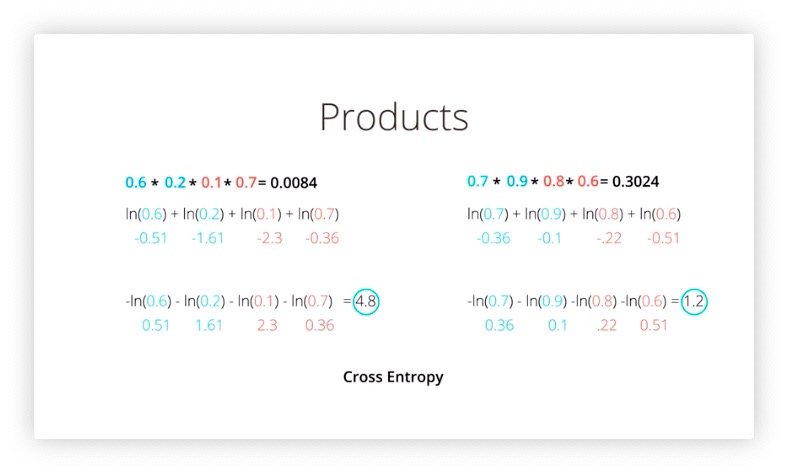 Products
0.6 * 0.2 * 0.1 * 0.7 = 0.0084
ln(0.6) + ln(0.2) + ln(0.1) + ln(0.7)
-0.51 -1.61 -2.3 -0.36
-ln(0.6) - ln(0.2) - ln(0.1) - ln(0.7) = 4.8
0.51 1.61 2.3 0.36
0.7 * 0.9 * 0.8 * 0.6 = 0.3024
ln(0.7) + ln(0.9) + ln(0.8) + ln(0.6)
-0.36 -0.1 -.22 -0.51
-ln(0.7) - ln(0.9) -ln(0.8) -ln(0.6) = 1.2
0.36 0.1 .22 0.51
Cross Entropy